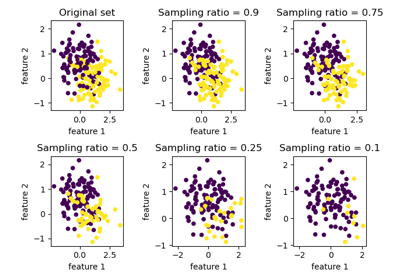 Original set
Sampling ratio = 0.9
Sampling ratio = 0.75
feature 2
2
1
0
−1
0.0
2.5
feature 1
feature 2
2
1
0
−1
0.0
2.5
feature 1
feature 2
2
1
0
−1
0.0
2.5
feature 1
Sampling ratio = 0.5
Sampling ratio = 0.25
Sampling ratio = 0.1
feature 2
2
1
0
−1
0.0
2.5
feature 1
feature 2
2
1
0
−1
−2
0
2
feature 1
feature 2
2
1
0
−1
−2
0
2
feature 1